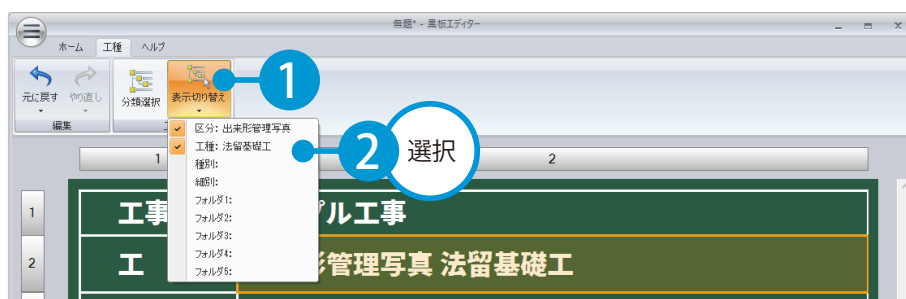 無題* - 黒板エディター
ホーム 工種 ヘルプ
元に戻す やり直し 分類選択 表示切り替え
編集
1
区分: 出来形管理写真
工種: 法留基礎工
種別:
細別:
フォルダ1:
フォルダ2:
フォルダ3:
フォルダ4:
フォルダ5:
2 選択
1 2
1 工事 プル工事
2 工 形管理写真 法留基礎工